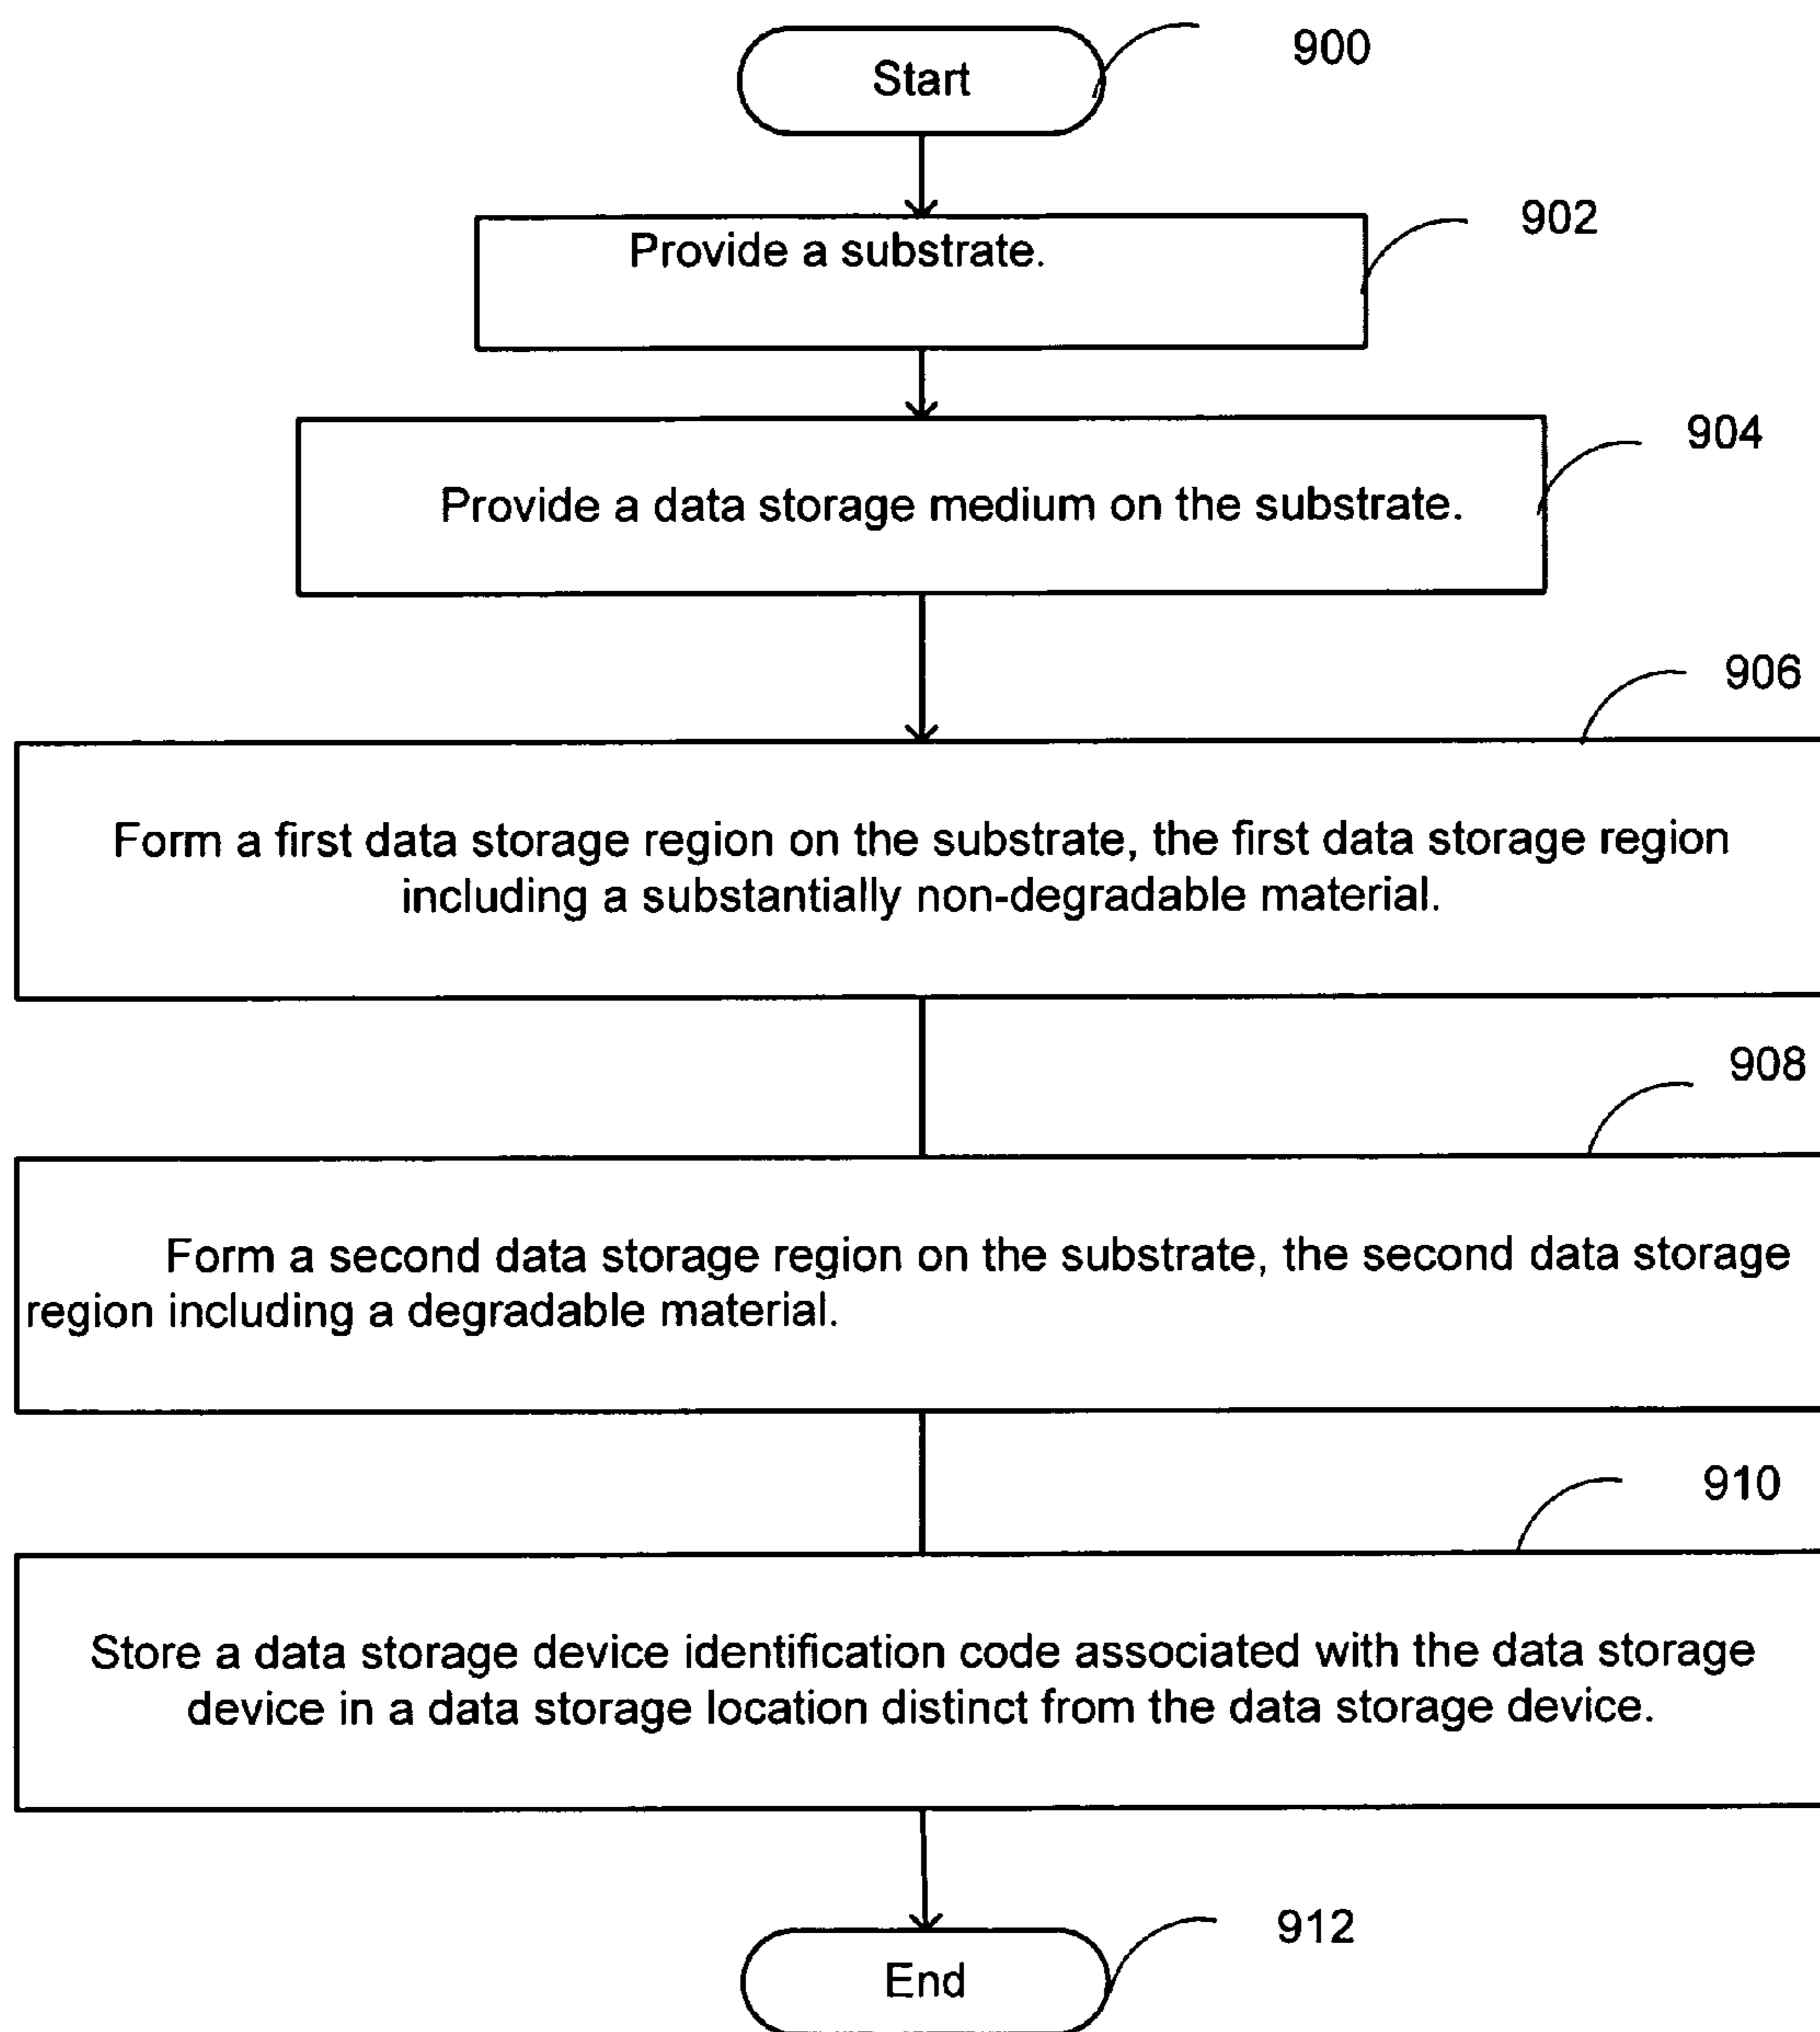 Start
900
Provide a substrate.
902
Provide a data storage medium on the substrate.
904
906
Form a first data storage region on the substrate, the first data storage region
including a substantially non-degradable material.
908
Form a second data storage region on the substrate, the second data storage
region including a degradable material.
910
Store a data storage device identification code associated with the data storage
device in a data storage location distinct from the data storage device.
912
End